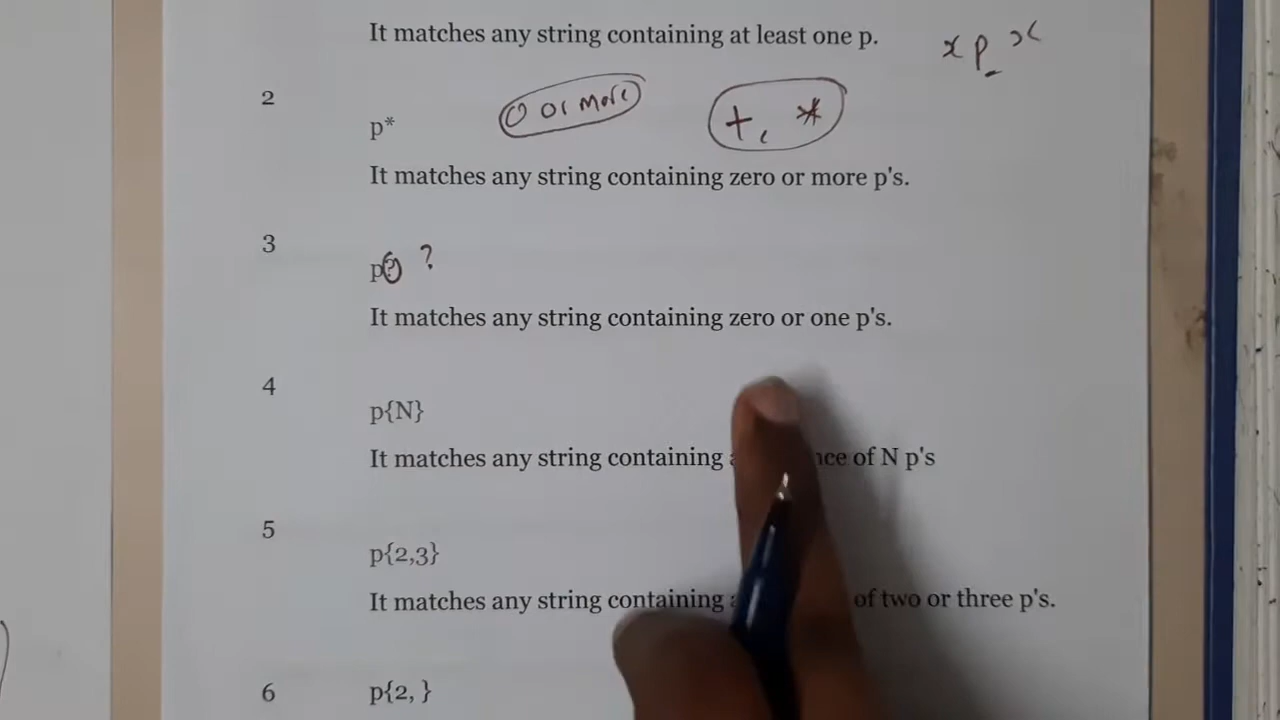 It matches any string containing at least one p. x p x
2
p* 0 or more +, *
It matches any string containing zero or more p's.
3
p? ?
It matches any string containing zero or one p's.
4
p{N}
It matches any string containing of N p's
5
p{2,3}
It matches any string containing of two or three p's.
6 p{2, }